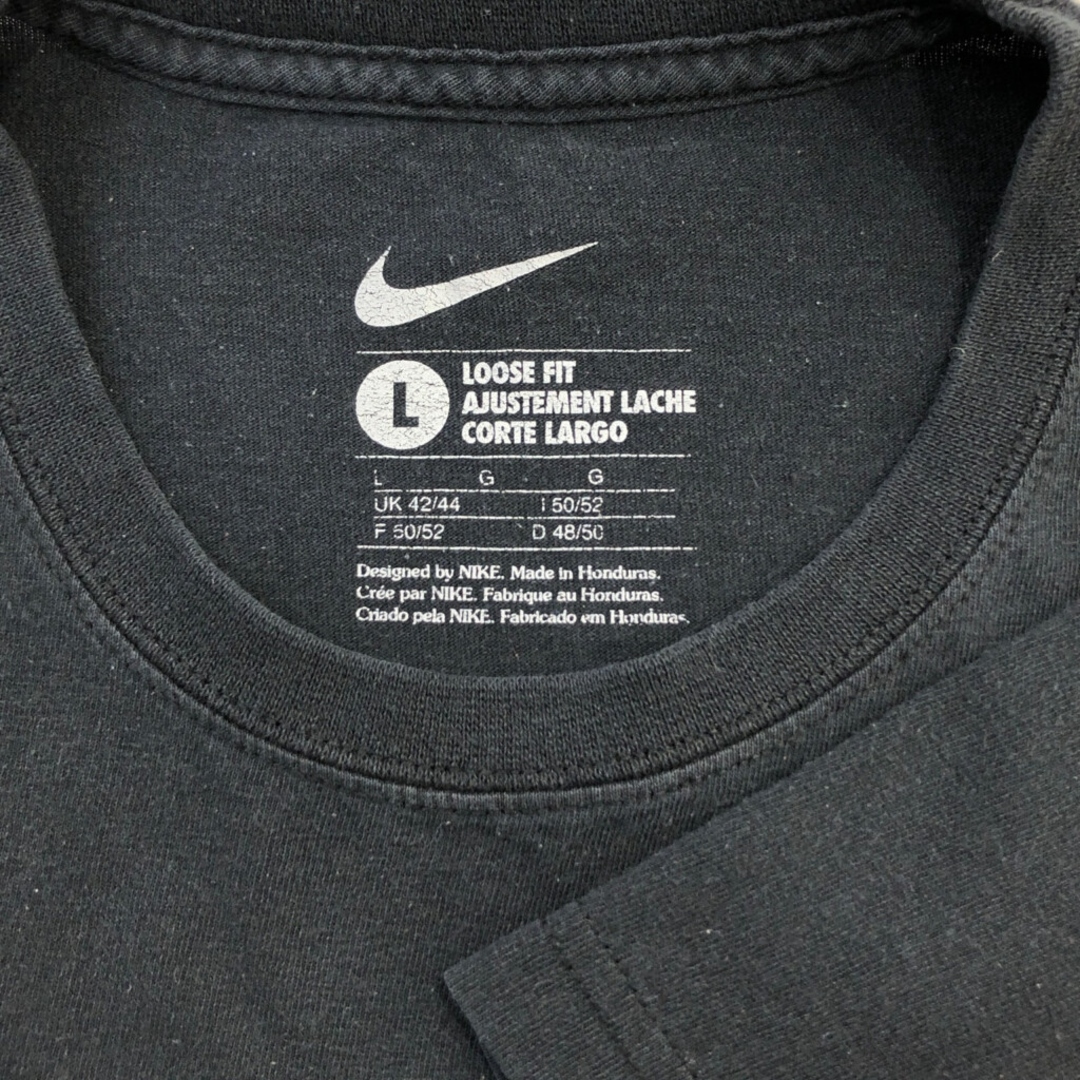 L
LOOSE FIT
AJUSTEMENT LACHE
CORTE LARGO
L G G
UK 42/44 I 50/52
F 50/52 D 48/50
Designed by NIKE. Made in Honduras.
Crée par NIKE. Fabrique au Honduras.
Criado pela NIKE. Fabricado em Honduras.